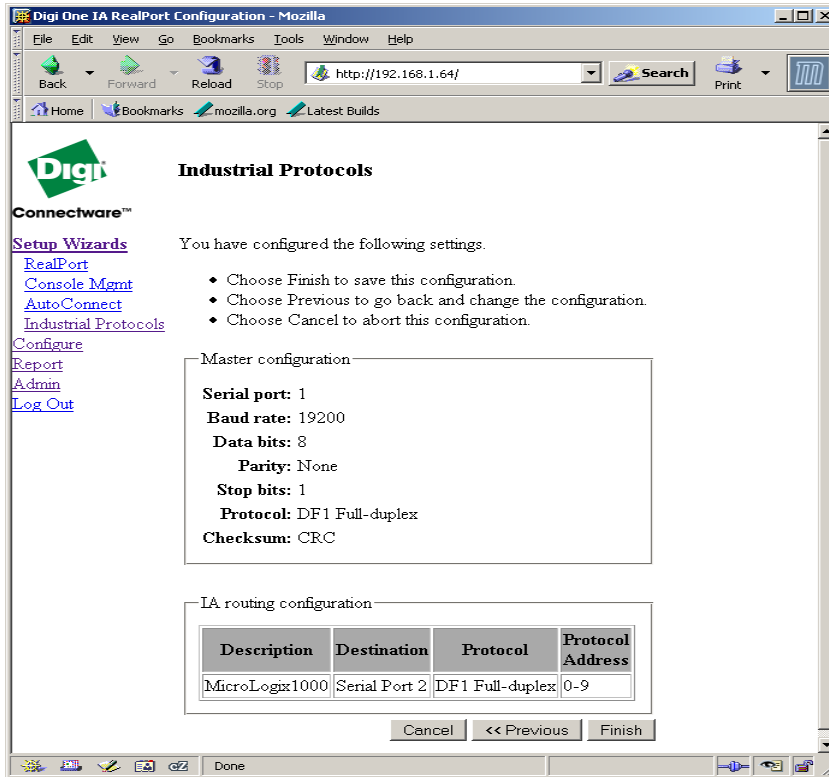 Digi One IA RealPort Configuration - Mozilla
File Edit View Go Bookmarks Tools Window Help
Back Forward Reload Stop http://192.168.1.64/ Search Print
Home Bookmarks mozilla.org Latest Builds
Digi
Connectware™
Setup Wizards
RealPort
Console Mgmt
AutoConnect
Industrial Protocols
Configure
Report
Admin
Log Out
Industrial Protocols
You have configured the following settings.
• Choose Finish to save this configuration.
• Choose Previous to go back and change the configuration.
• Choose Cancel to abort this configuration.
Master configuration
Serial port: 1
Baud rate: 19200
Data bits: 8
Parity: None
Stop bits: 1
Protocol: DF1 Full-duplex
Checksum: CRC
IA routing configuration
Description Destination Protocol Protocol Address
MicroLogix1000 Serial Port 2 DF1 Full-duplex 0-9
Cancel << Previous Finish
Done